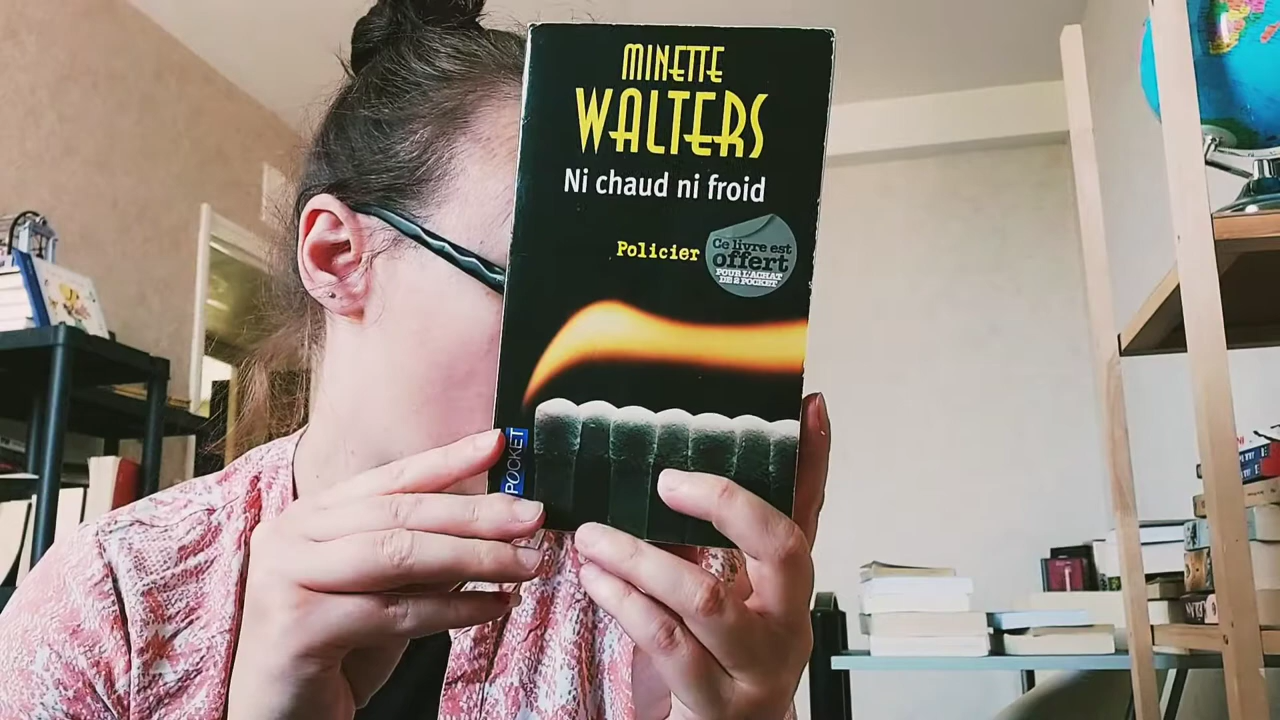 MINETTE
WALTERS
Ni chaud ni froid
Policier
Ce livre est
offert
POUR L'ACHAT
DE 2 POCKET
POCKET